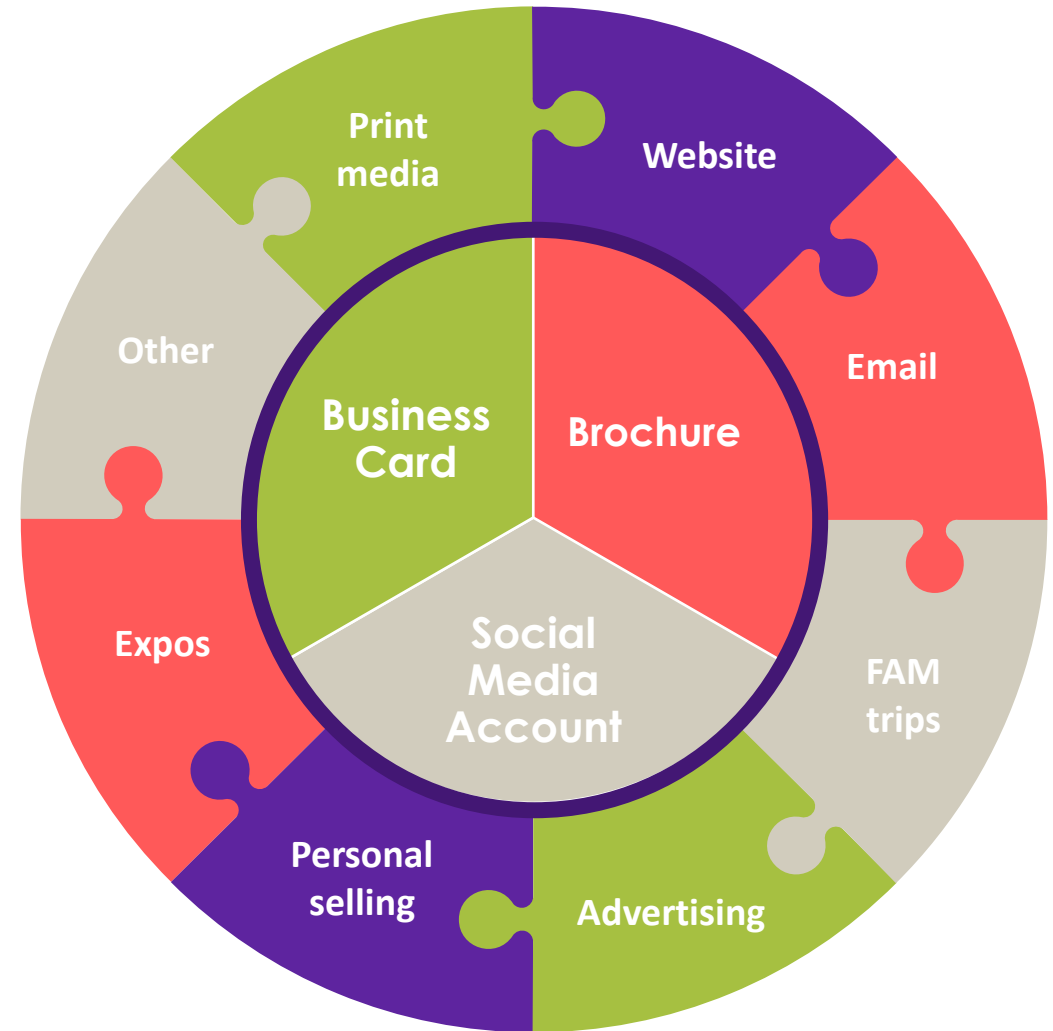 Print
media
Website
Email
FAM
trips
Advertising
Personal
selling
Expos
Other
Business
Card
Brochure
Social
Media
Account